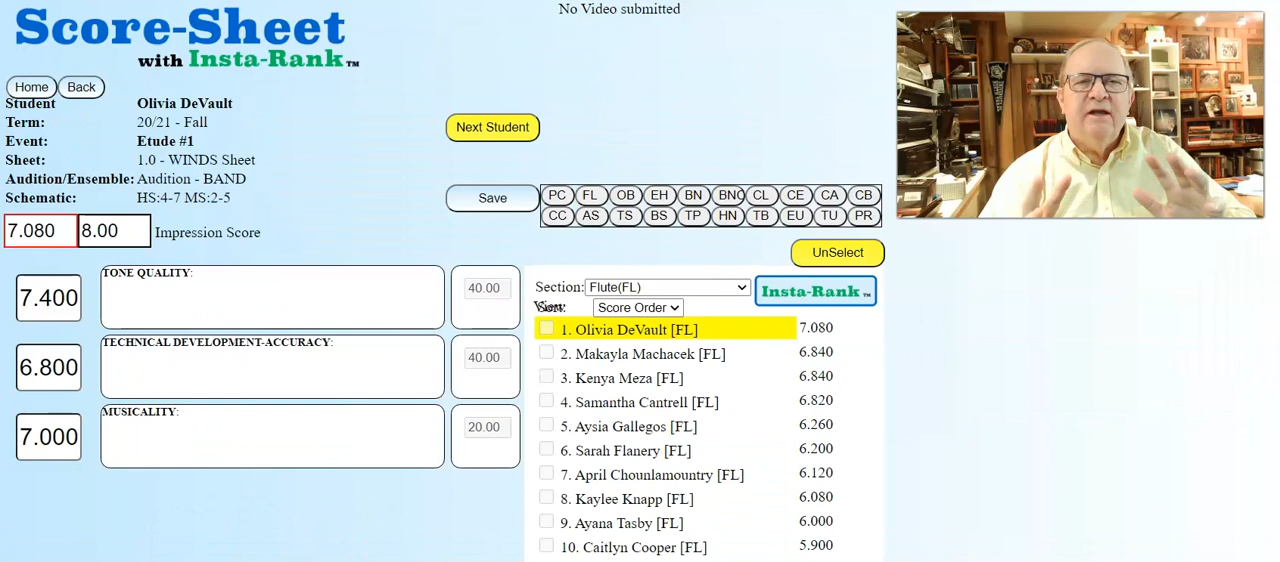 No Video submitted
Score-Sheet
with Insta-Rank™
Home Back
Student Olivia DeVault
Term: 20/21 - Fall
Event: Etude #1
Sheet: 1.0 - WINDS Sheet
Audition/Ensemble: Audition - BAND
Schematic: HS:4-7 MS:2-5
Next Student
Save
PC FL OB EH BN BNC CL CE CA CB
CC AS TS BS TP HN TB EU TU PR
7.080 8.00 Impression Score
UnSelect
7.400 TONE QUALITY: 40.00
6.800 TECHNICAL DEVELOPMENT-ACCURACY: 40.00
7.000 MUSICALITY: 20.00
Section: Flute(FL) Insta-Rank™
Score Order
1. Olivia DeVault [FL] 7.080
2. Makayla Machacek [FL] 6.840
3. Kenya Meza [FL] 6.840
4. Samantha Cantrell [FL] 6.820
5. Aysia Gallegos [FL] 6.260
6. Sarah Flanery [FL] 6.200
7. April Chounlamountry [FL] 6.120
8. Kaylee Knapp [FL] 6.080
9. Ayana Tasby [FL] 6.000
10. Caitlyn Cooper [FL] 5.900